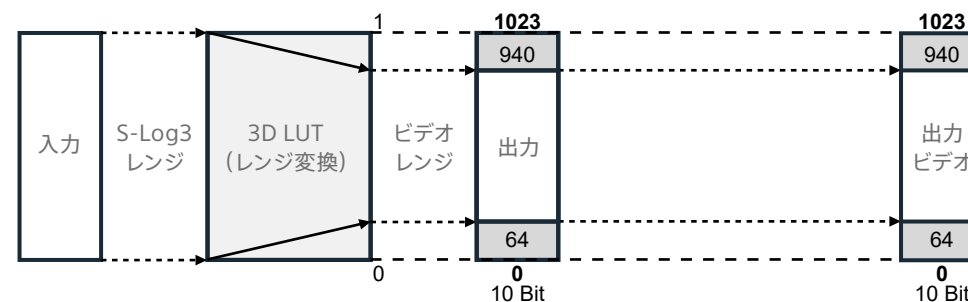 入力
S-Log3
レンジ
3D LUT
(レンジ変換)
1
0
ビデオ
レンジ
1023
940
出力
64
0
10 Bit
1023
940
出力
ビデオ
64
0
10 Bit